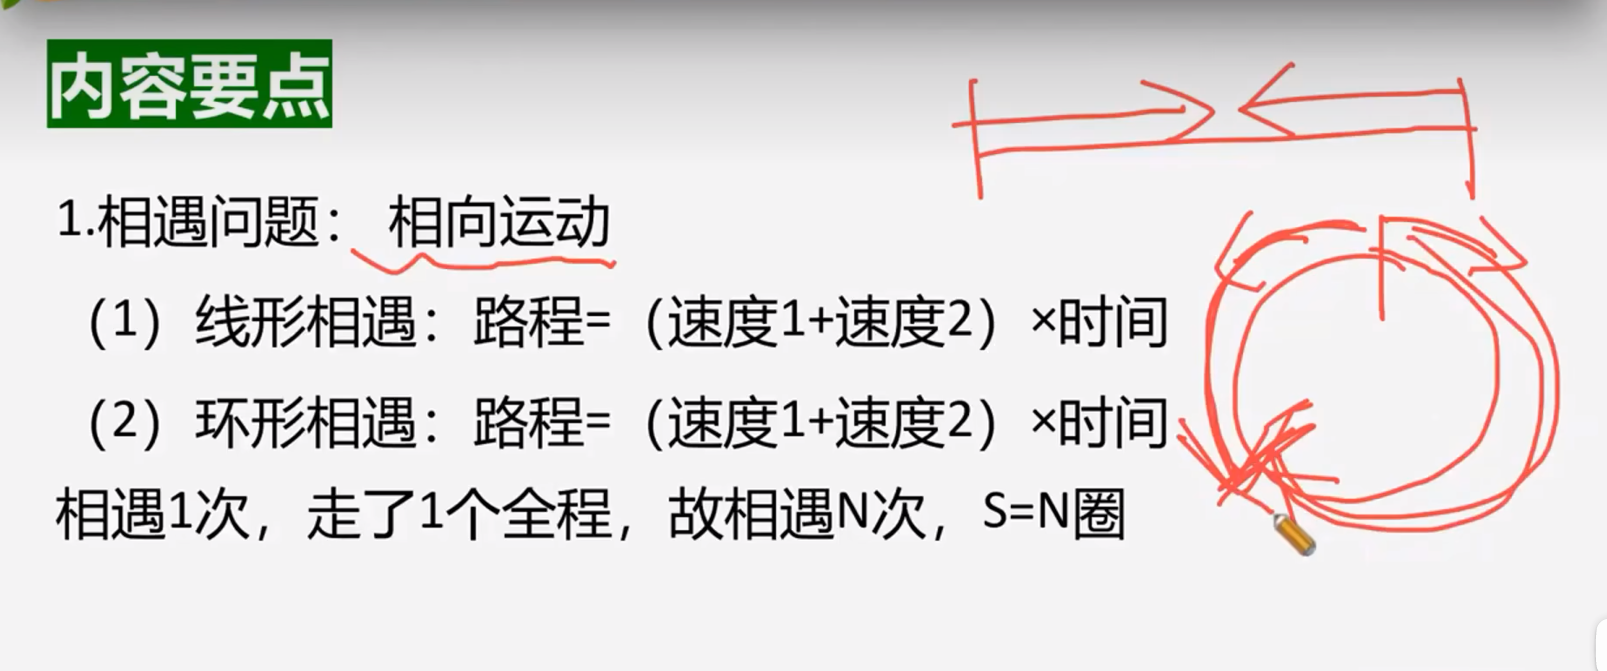 内容要点
1.相遇问题： 相向运动
（1）线形相遇：路程=（速度1+速度2）×时间
（2）环形相遇：路程=（速度1+速度2）×时间
相遇1次，走了1个全程，故相遇N次，S=N圈